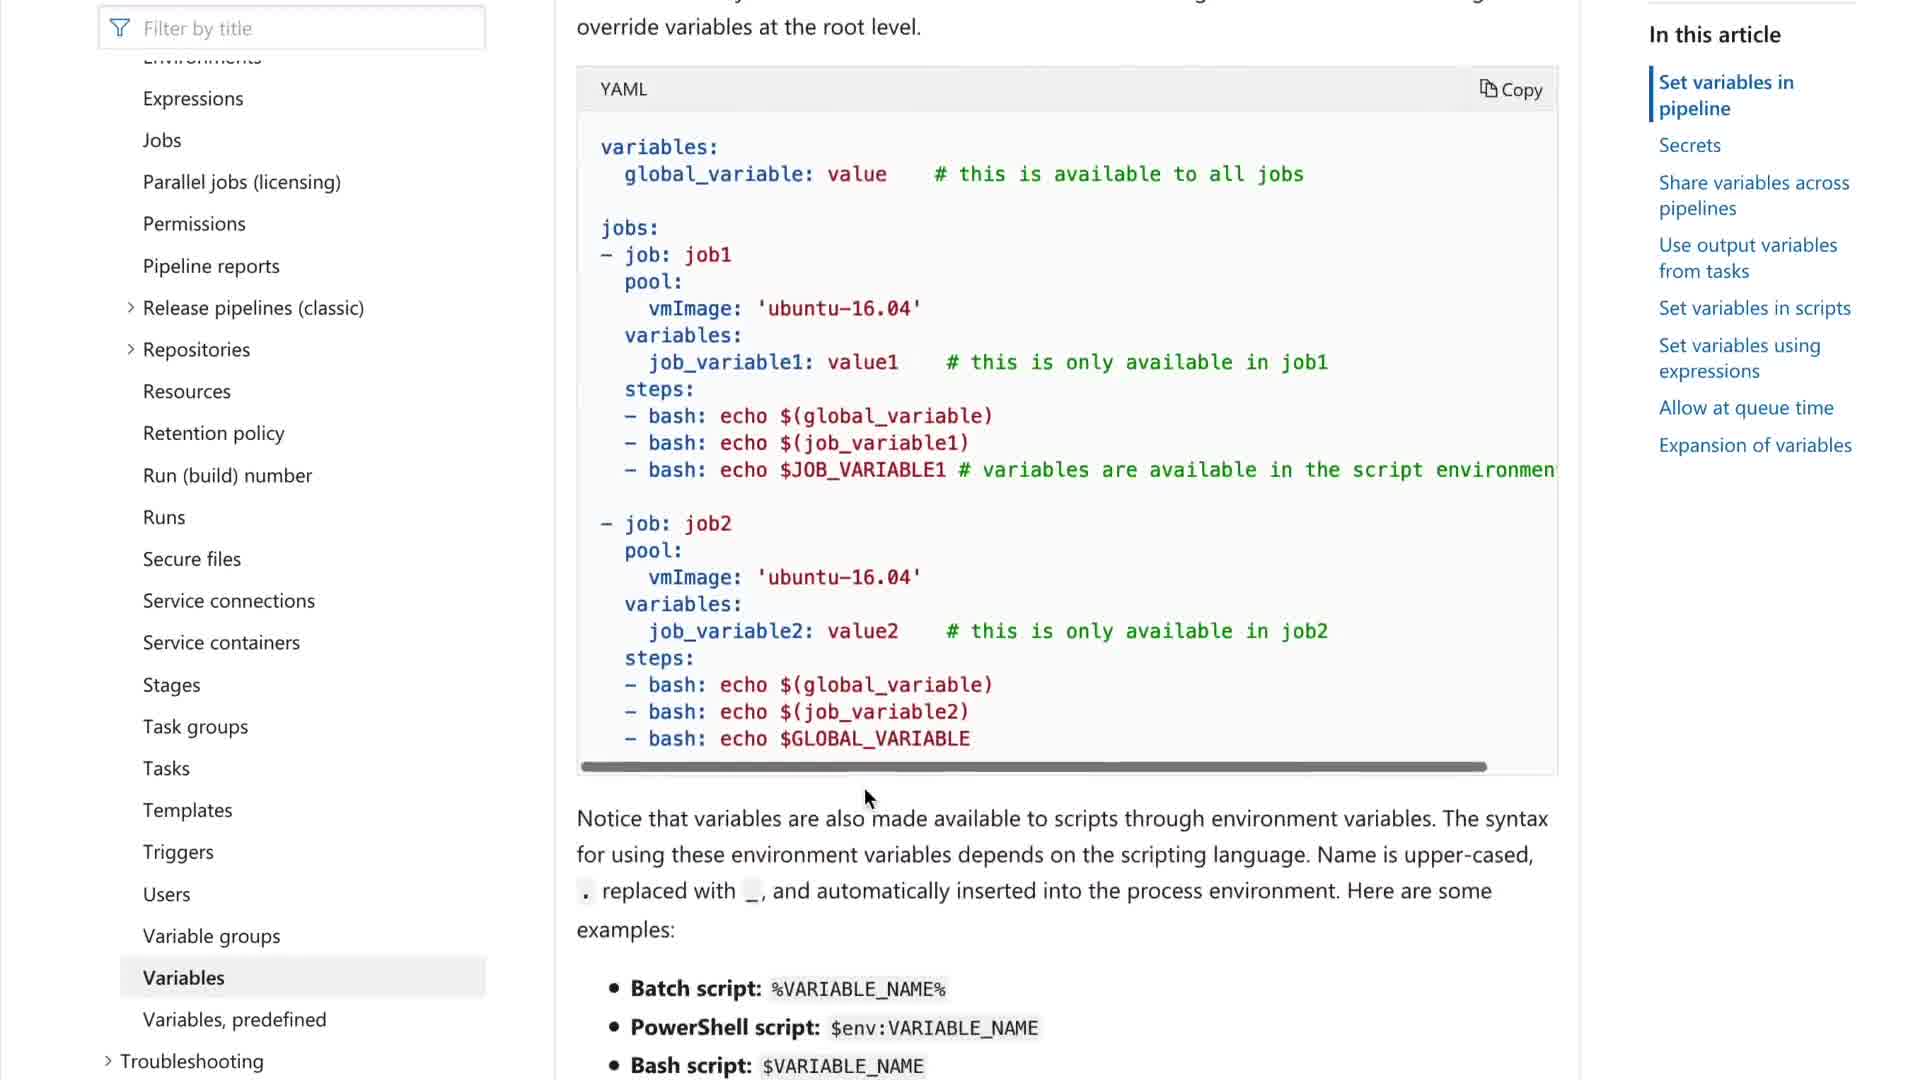 Filter by title
Environments
Expressions
Jobs
Parallel jobs (licensing)
Permissions
Pipeline reports
Release pipelines (classic)
Repositories
Resources
Retention policy
Run (build) number
Runs
Secure files
Service connections
Service containers
Stages
Task groups
Tasks
Templates
Triggers
Users
Variable groups
Variables
Variables, predefined
Troubleshooting
override variables at the root level.
YAML
Copy
variables:
  global_variable: value    # this is available to all jobs
jobs:
- job: job1
  pool:
    vmImage: 'ubuntu-16.04'
  variables:
    job_variable1: value1    # this is only available in job1
  steps:
  - bash: echo $(global_variable)
  - bash: echo $(job_variable1)
  - bash: echo $JOB_VARIABLE1 # variables are available in the script environmen
- job: job2
  pool:
    vmImage: 'ubuntu-16.04'
  variables:
    job_variable2: value2    # this is only available in job2
  steps:
  - bash: echo $(global_variable)
  - bash: echo $(job_variable2)
  - bash: echo $GLOBAL_VARIABLE
Notice that variables are also made available to scripts through environment variables. The syntax
for using these environment variables depends on the scripting language. Name is upper-cased,
. replaced with _, and automatically inserted into the process environment. Here are some
examples:
• Batch script: %VARIABLE_NAME%
• PowerShell script: $env:VARIABLE_NAME
• Bash script: $VARIABLE_NAME
In this article
Set variables in
pipeline
Secrets
Share variables across
pipelines
Use output variables
from tasks
Set variables in scripts
Set variables using
expressions
Allow at queue time
Expansion of variables